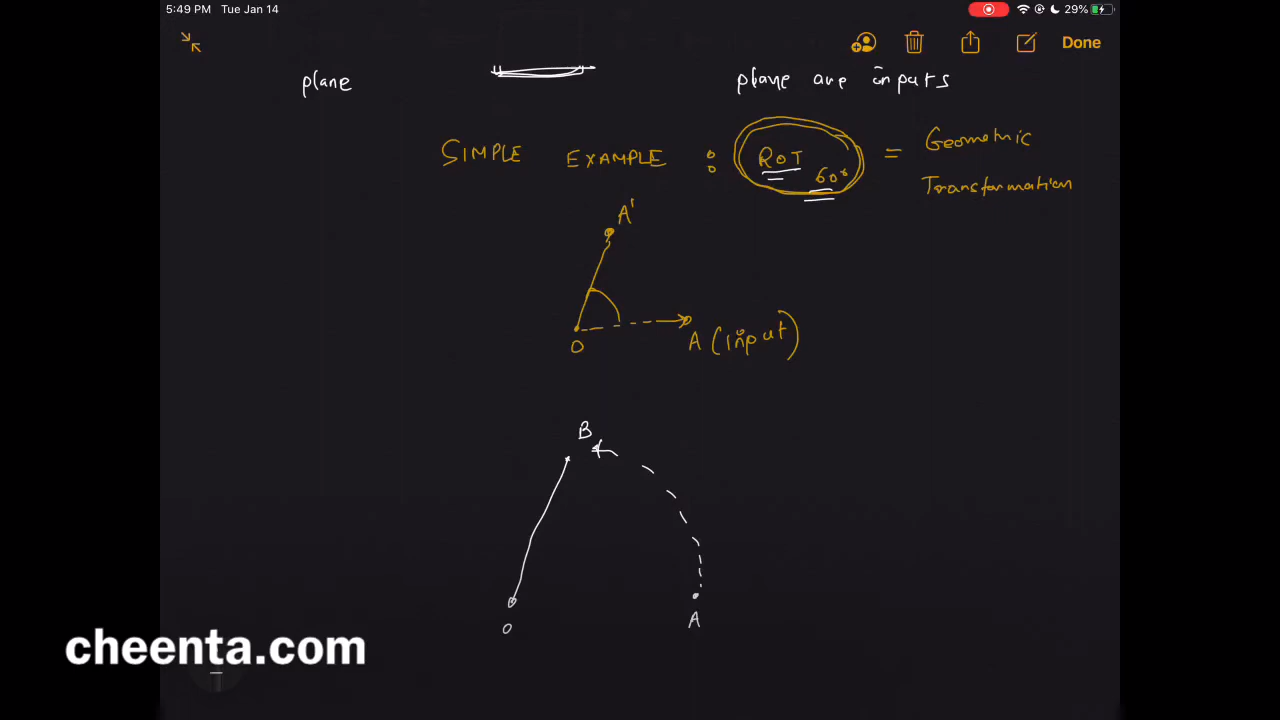 5:49 PM Tue Jan 14
29%
Done
plane
plane are inputs
SIMPLE EXAMPLE : ROT 60° = Geometric
Transformation
A'
O
A (input)
B
O
A
cheenta.com